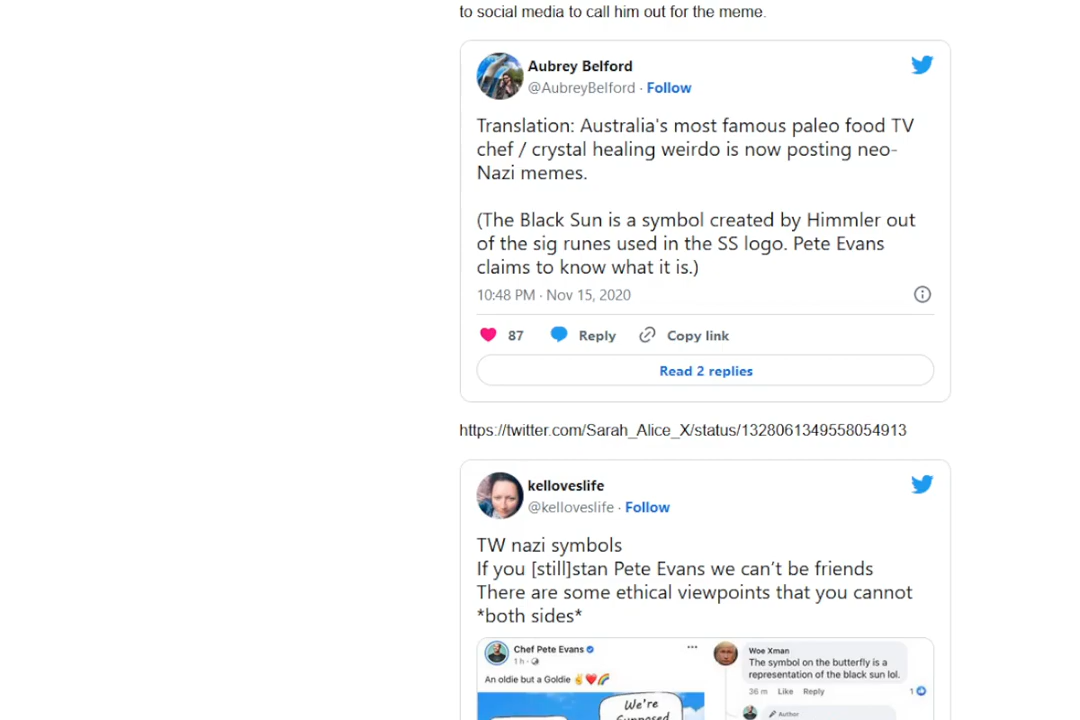 to social media to call him out for the meme.
Aubrey Belford
@AubreyBelford · Follow
Translation: Australia's most famous paleo food TV
chef / crystal healing weirdo is now posting neo-
Nazi memes.
(The Black Sun is a symbol created by Himmler out
of the sig runes used in the SS logo. Pete Evans
claims to know what it is.)
10:48 PM · Nov 15, 2020
87 Reply Copy link
Read 2 replies
https://twitter.com/Sarah_Alice_X/status/1328061349558054913
kelloveslife
@kelloveslife · Follow
TW nazi symbols
If you [still]stan Pete Evans we can’t be friends
There are some ethical viewpoints that you cannot
*both sides*
Chef Pete Evans
1 h ·
An oldie but a Goldie ✌️❤️🌈
We're
Supposed
Woe Xman
The symbol on the butterfly is a
representation of the black sun lol.
36 m Like Reply 1
Author